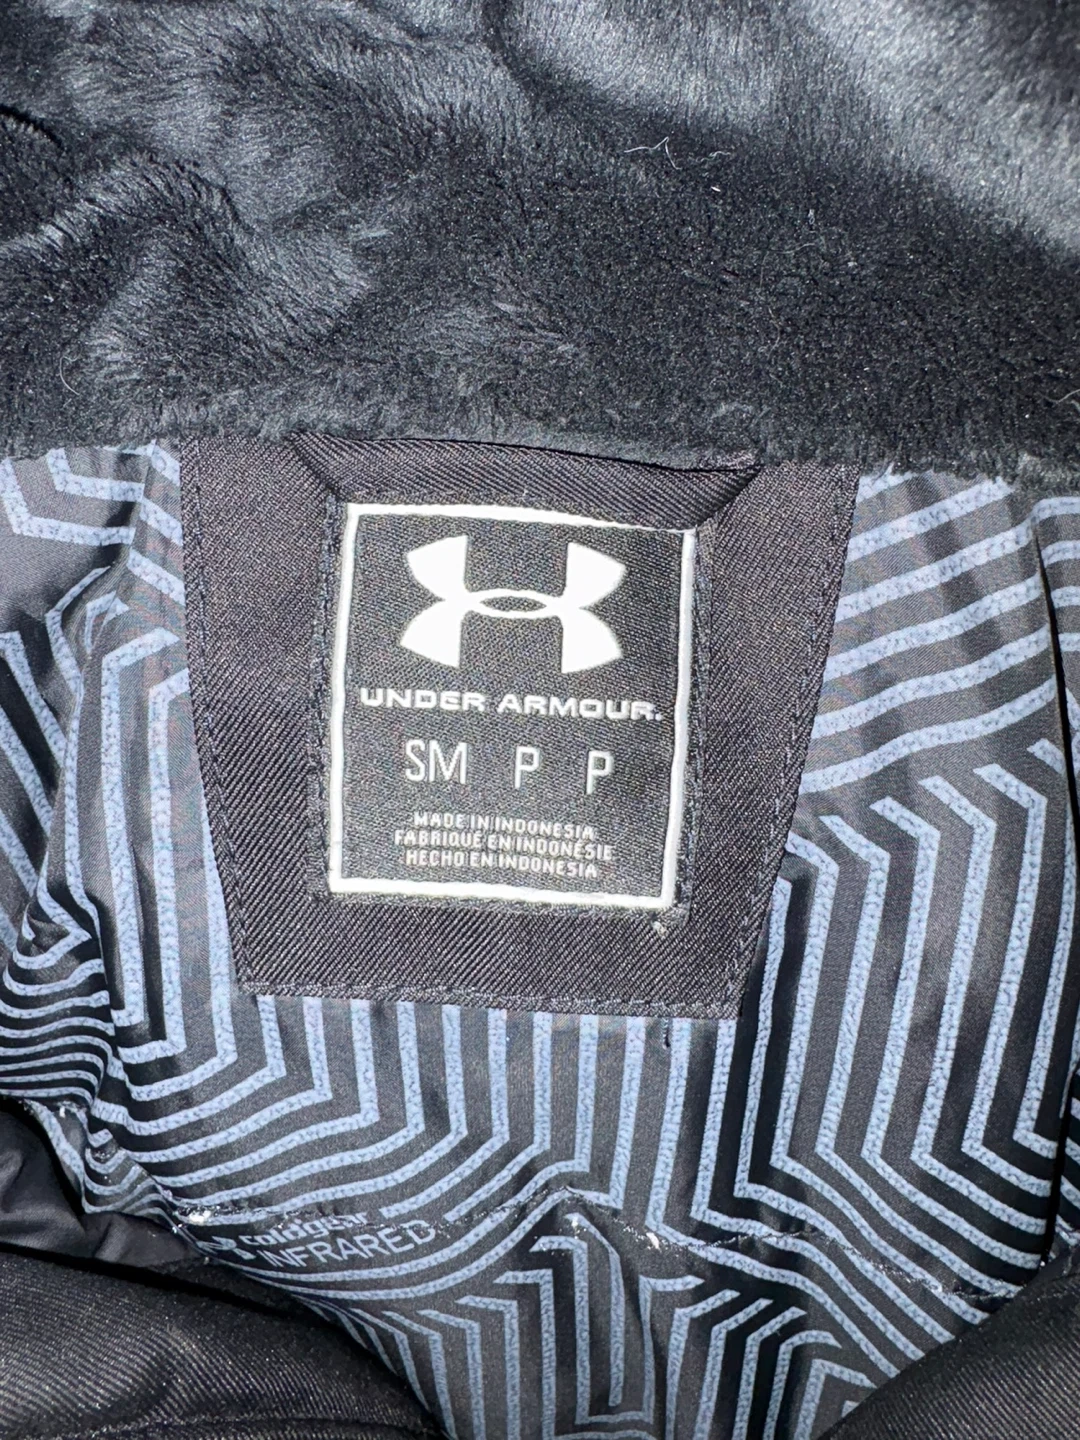 UNDER ARMOUR.
SM P P
MADE IN INDONESIA
FABRIQUÉ EN INDONÉSIE
HECHO EN INDONESIA
coldgear
INFRARED